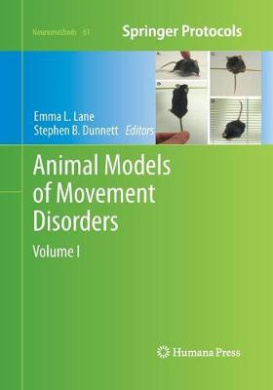 Neuromethods 61
Springer Protocols
Emma L. Lane
Stephen B. Dunnett Editors
Animal Models
of Movement
Disorders
Volume I
Humana Press